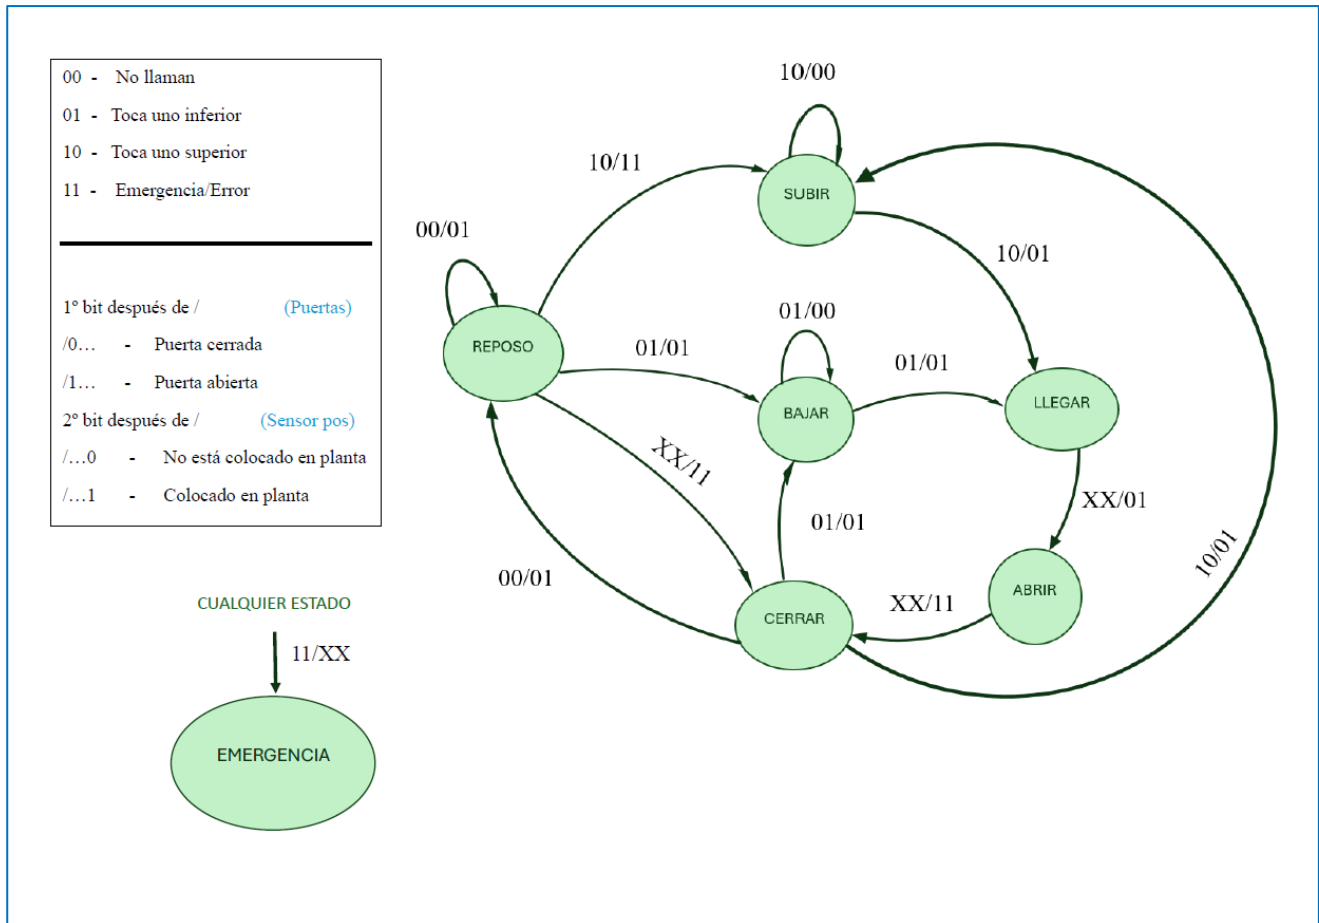 00 - No llaman
01 - Toca uno inferior
10 - Toca uno superior
11 - Emergencia/Error
1º bit después de / (Puertas)
/0… - Puerta cerrada
/1… - Puerta abierta
2º bit después de / (Sensor pos)
/…0 - No está colocado en planta
/…1 - Colocado en planta
CUALQUIER ESTADO
11/XX
EMERGENCIA
10/00
10/11
SUBIR
00/01
10/01
REPOSO
01/00
01/01
01/01
BAJAR
LLEGAR
XX/11
XX/01
01/01
10/01
00/01
XX/11
ABRIR
CERRAR